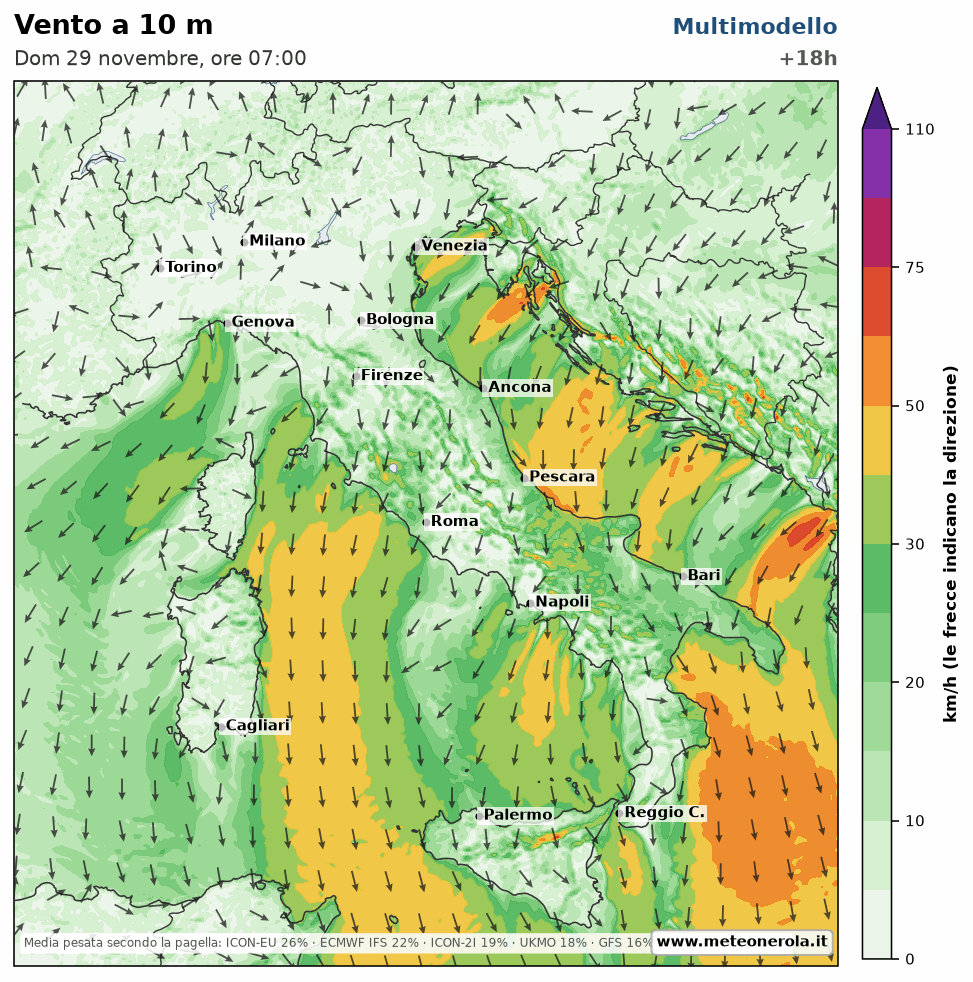 Vento a 10 m
Multimodello
Dom 29 novembre, ore 07:00
+18h
110
Venezia
Milano
Torino
75
Genova
Bologna
Firenze
Ancona
50
Pescara
Roma
30
Bari
Napoli
20
Cagliari
Palermo
Reggio C.
10
km/h (le frecce indicano la direzione)
Media pesata secondo la pagella: ICON-EU 26% · ECMWF IFS 22% · ICON-2I 19% · UKMO 18% · GFS 16%
www.meteonerola.it
0